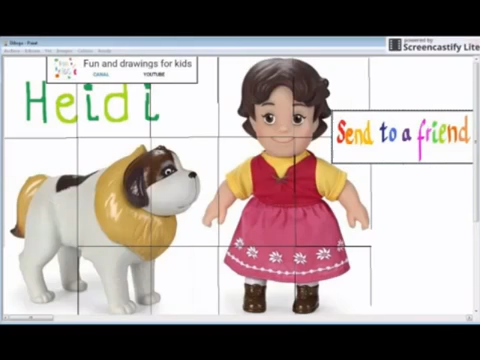 powered by
Screencastify Lite
Fun and drawings for kids
CANAL YOUTUBE
Heidi
Send to a friend